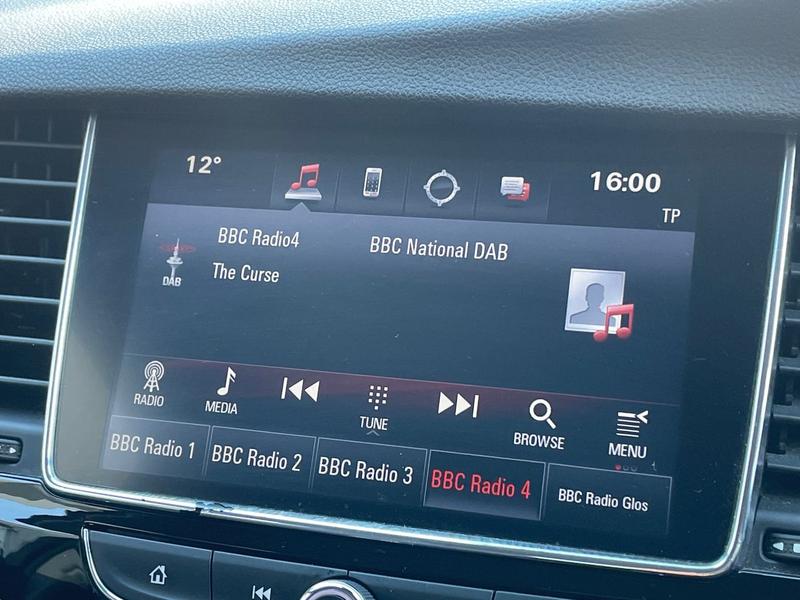 12° 16:00
TP
BBC Radio4 BBC National DAB
DAB The Curse
RADIO MEDIA TUNE BROWSE MENU
BBC Radio 1 BBC Radio 2 BBC Radio 3 BBC Radio 4 BBC Radio Glos